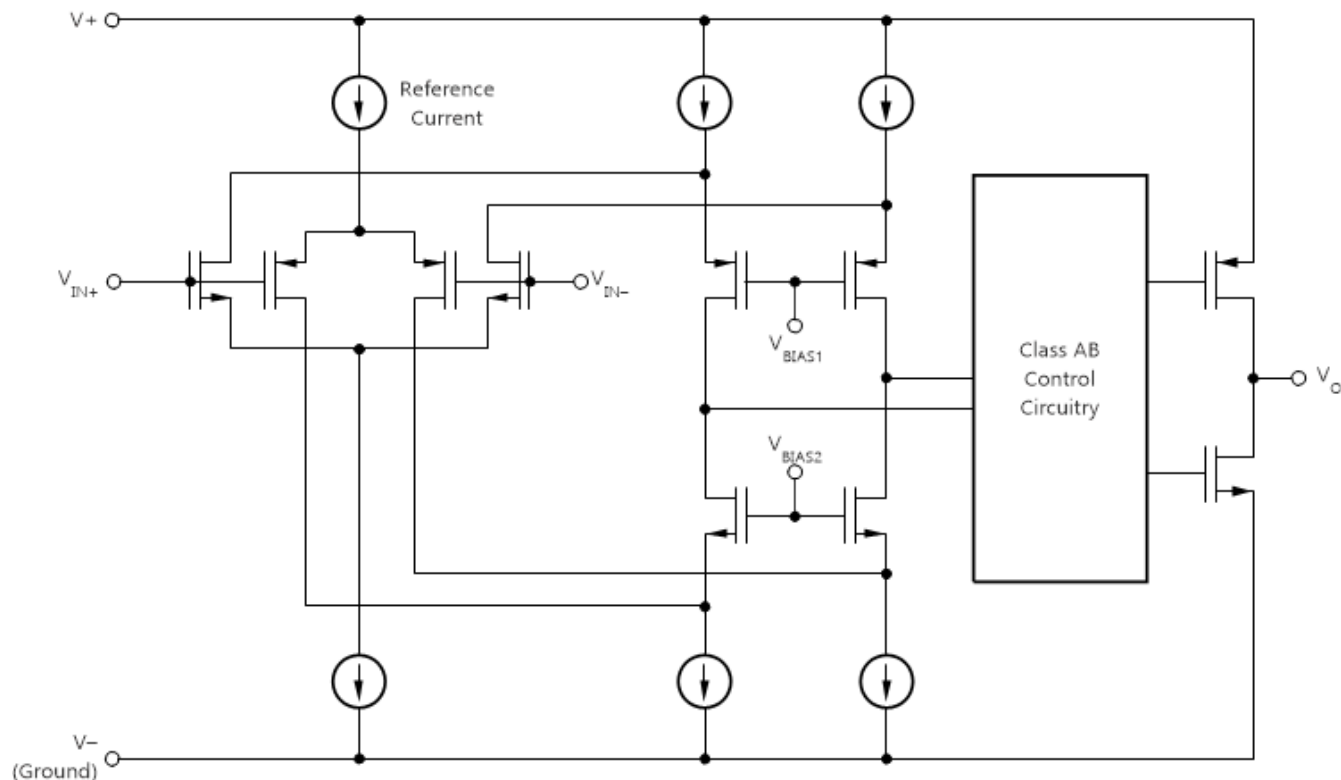 V+
Reference
Current
VIN+
VIN−
VBIAS1
Class AB
Control
Circuitry
VO
VBIAS2
V−
(Ground)